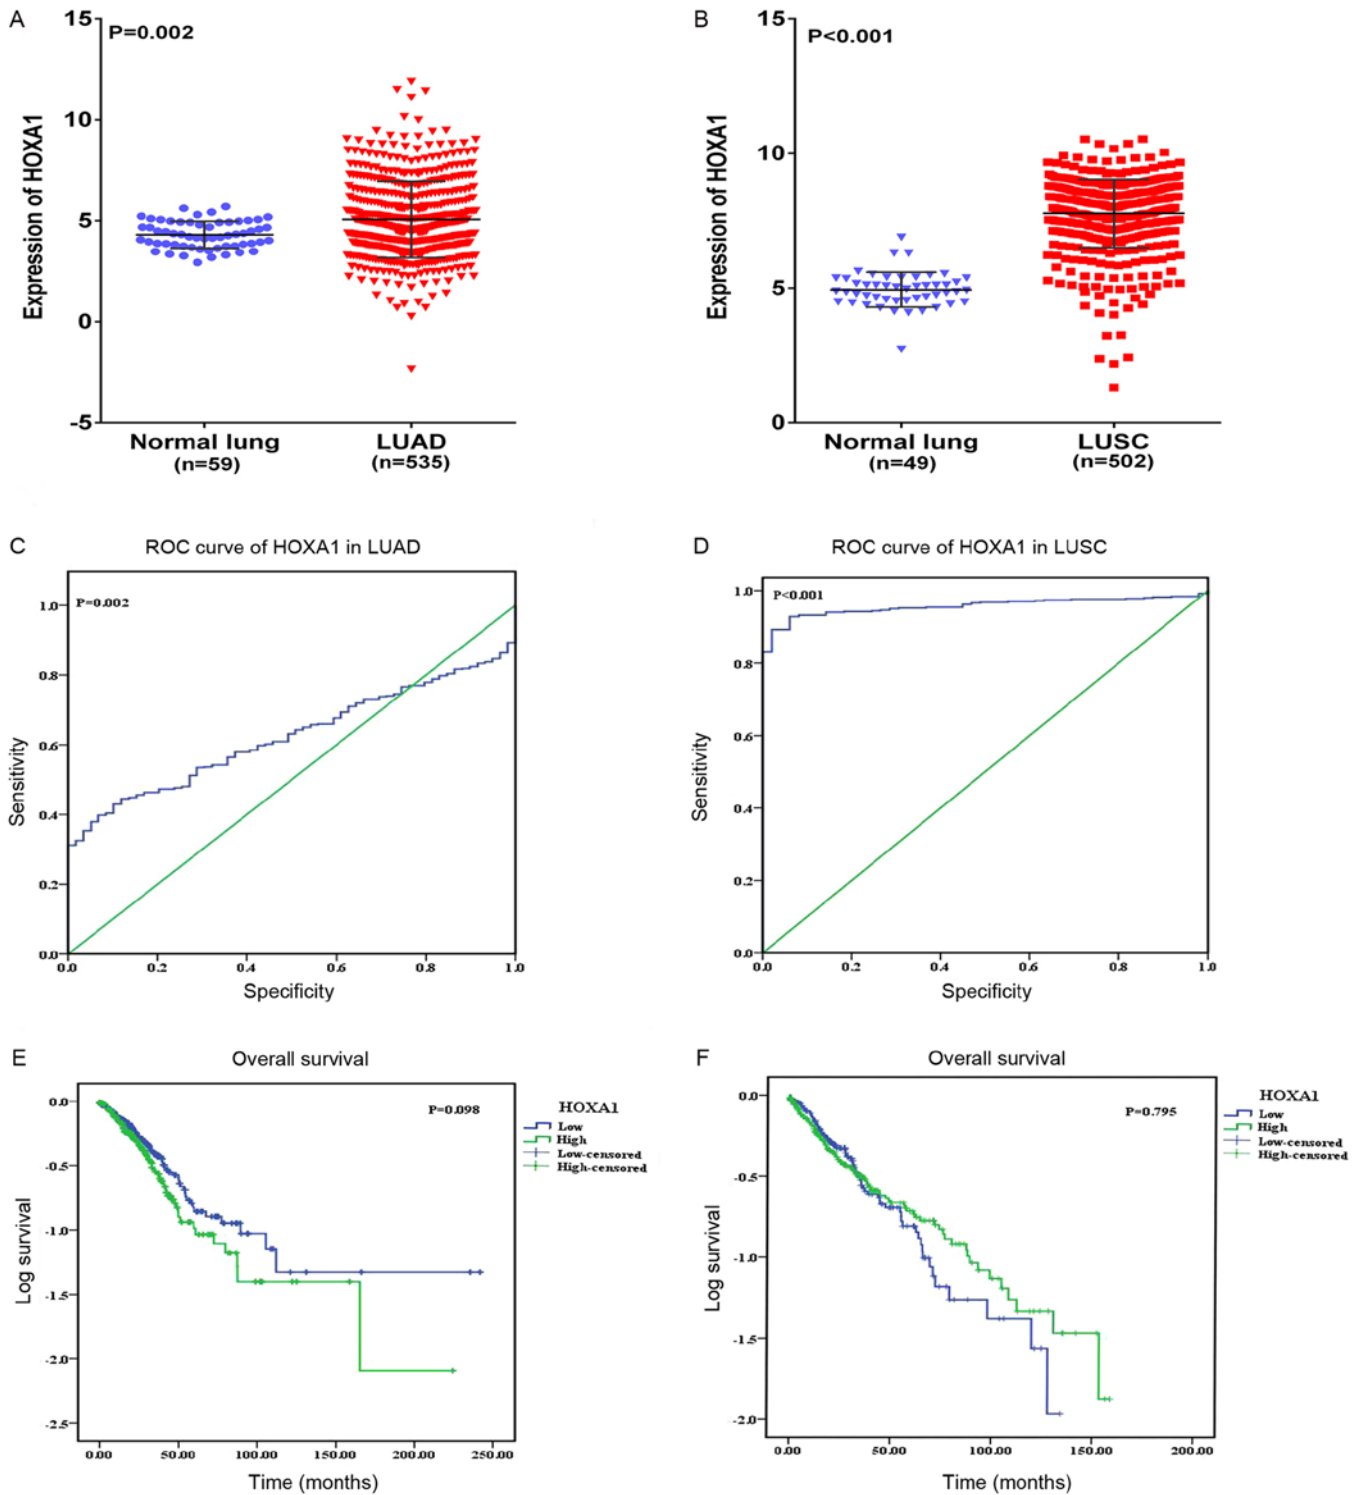 A
P=0.002
15
10
5
0
-5
Expression of HOXA1
Normal lung
(n=59)
LUAD
(n=535)
B
P<0.001
15
10
5
0
Expression of HOXA1
Normal lung
(n=49)
LUSC
(n=502)
C
ROC curve of HOXA1 in LUAD
P=0.002
1.0
0.8
0.6
0.4
0.2
0.0
Sensitivity
0.0 0.2 0.4 0.6 0.8 1.0
Specificity
D
ROC curve of HOXA1 in LUSC
P<0.001
1.0
0.8
0.6
0.4
0.2
0.0
Sensitivity
0.0 0.2 0.4 0.6 0.8 1.0
Specificity
E
Overall survival
P=0.098
0.0
-0.5
-1.0
-1.5
-2.0
-2.5
Log survival
0.00 50.00 100.00 150.00 200.00 250.00
Time (months)
HOXA1
Low
High
Low-censored
High-censored
F
Overall survival
P=0.795
0.0
-0.5
-1.0
-1.5
-2.0
Log survival
0.00 50.00 100.00 150.00 200.00
Time (months)
HOXA1
Low
High
Low-censored
High-censored